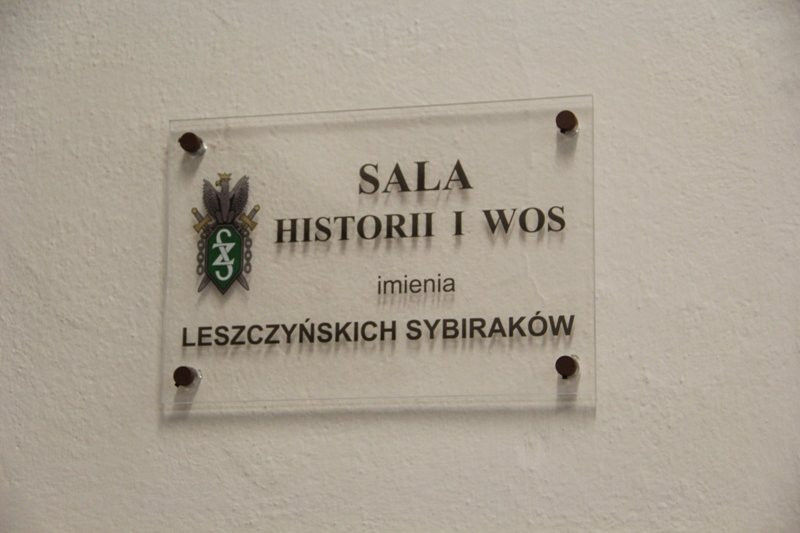 SALA
HISTORII I WOS
imienia
LESZCZYŃSKICH SYBIRAKÓW